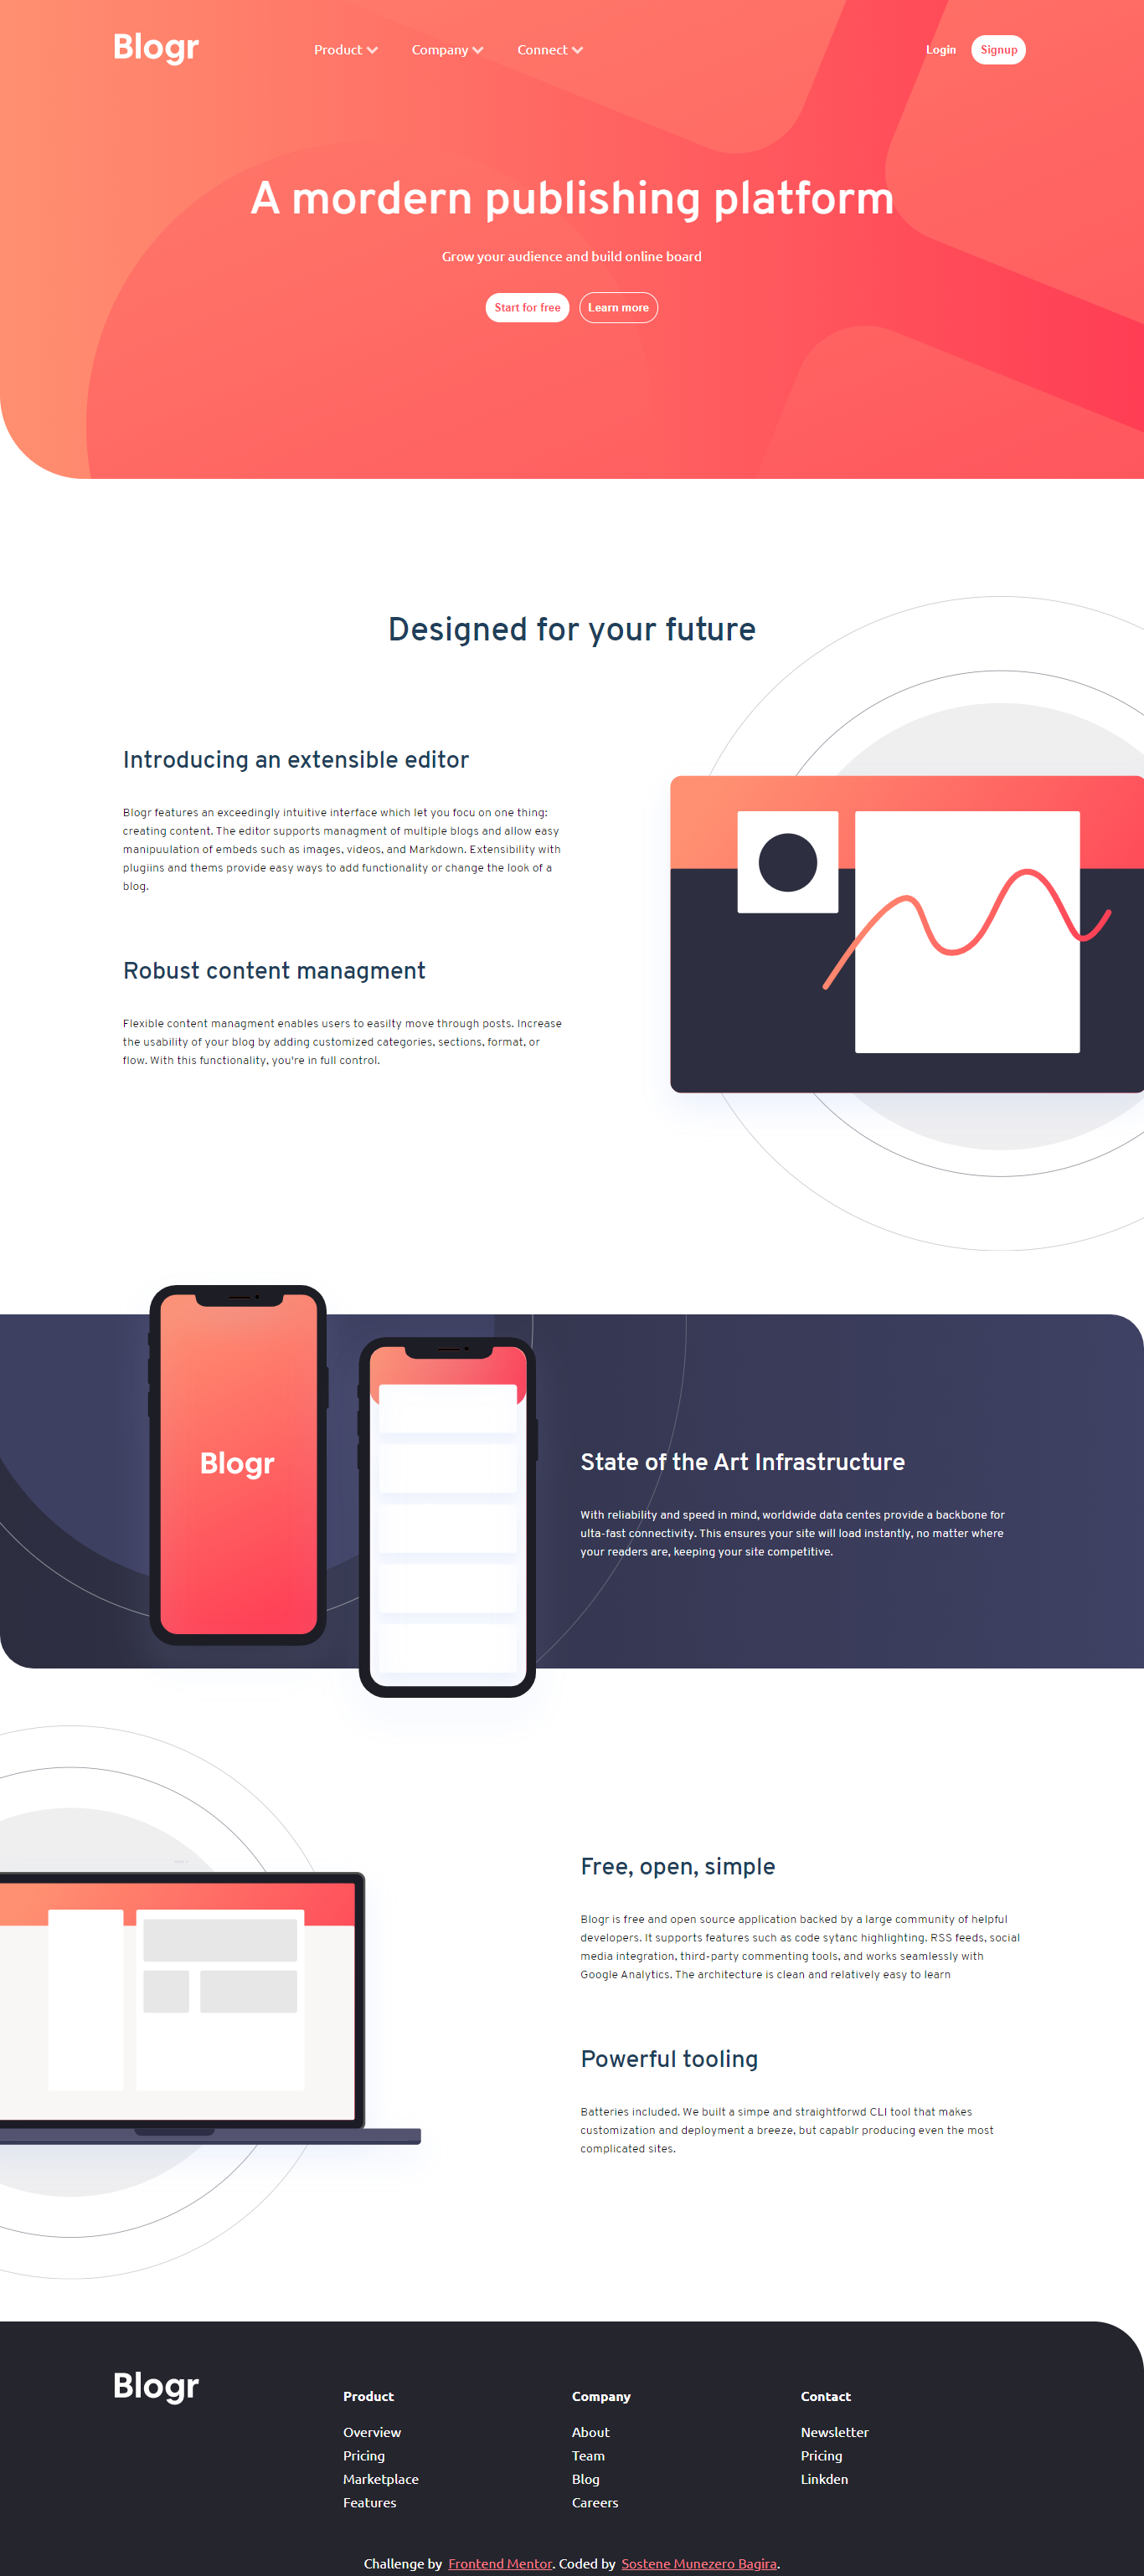 Blogr
Product
Company
Connect
Login
Signup
A mordern publishing platform
Grow your audience and build online board
Start for free
Learn more
Designed for your future
Introducing an extensible editor
Blogr features an exceedingly intuitive interface which let you focu on one thing:
creating content. The editor supports managment of multiple blogs and allow easy
manipuulation of embeds such as images, videos, and Markdown. Extensibility with
plugiins and thems provide easy ways to add functionality or change the look of a
blog.
Robust content managment
Flexible content managment enables users to easilty move through posts. Increase
the usability of your blog by adding customized categories, sections, format, or
flow. With this functionality, you're in full control.
Blogr
State of the Art Infrastructure
With reliability and speed in mind, worldwide data centes provide a backbone for
ulta-fast connectivity. This ensures your site will load instantly, no matter where
your readers are, keeping your site competitive.
Free, open, simple
Blogr is free and open source application backed by a large community of helpful
developers. It supports features such as code sytanc highlighting. RSS feeds, social
media integration, third-party commenting tools, and works seamlessly with
Google Analytics. The architecture is clean and relatively easy to learn
Powerful tooling
Batteries included. We built a simpe and straightforwd CLI tool that makes
customization and deployment a breeze, but capablr producing even the most
complicated sites.
Blogr
Product
Overview
Pricing
Marketplace
Features
Company
About
Team
Blog
Careers
Contact
Newsletter
Pricing
Linkden
Challenge by Frontend Mentor. Coded by Sostene Munezero Bagira.